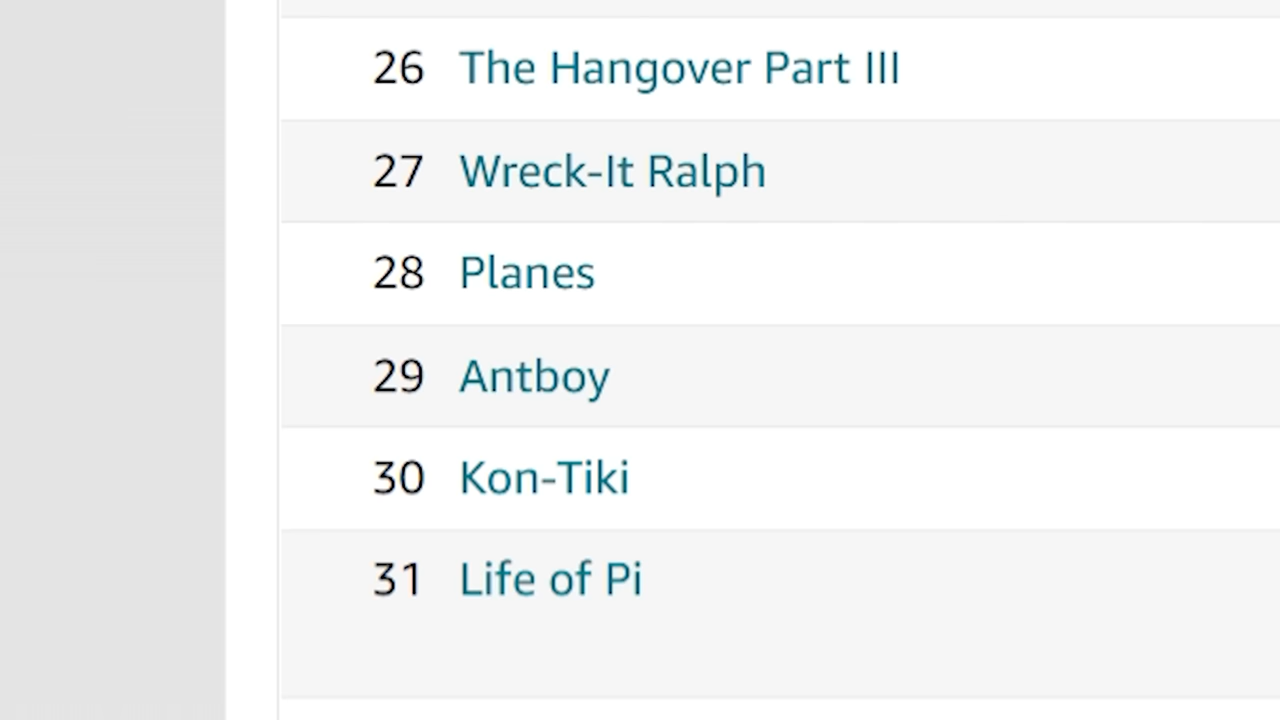 26 The Hangover Part III
27 Wreck-It Ralph
28 Planes
29 Antboy
30 Kon-Tiki
31 Life of Pi